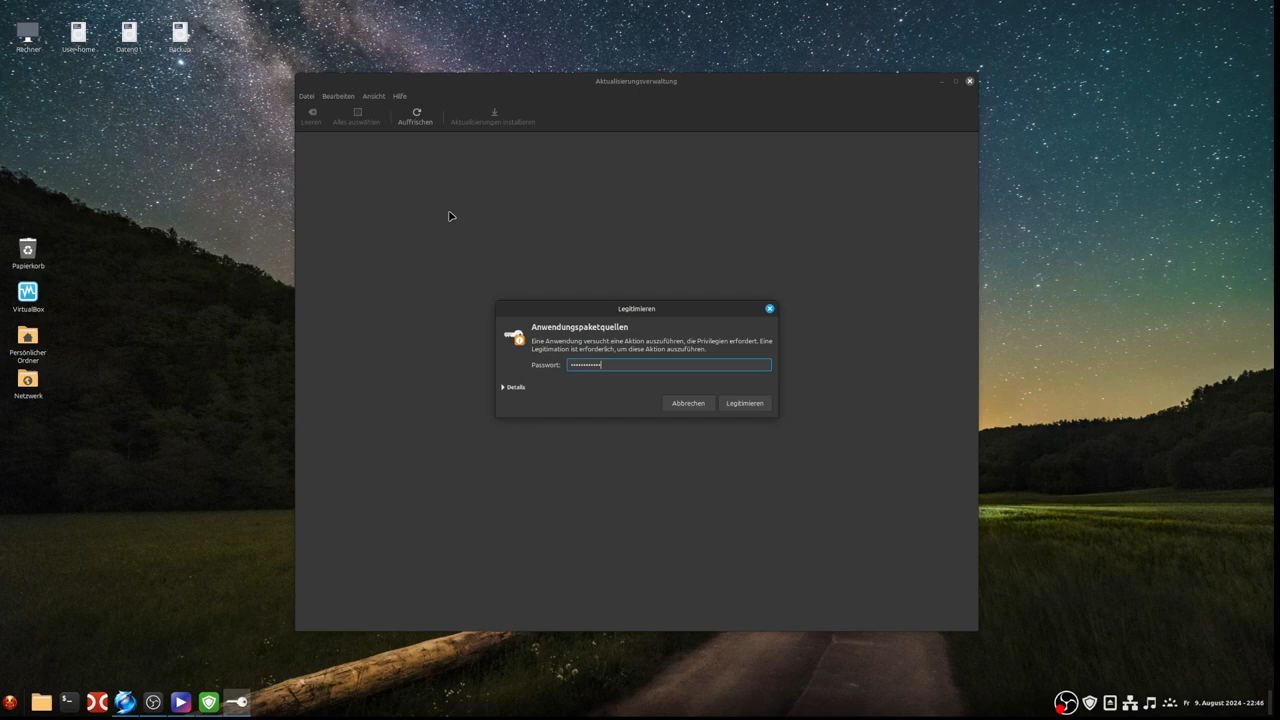 Rechner
User-home
Daten01
Backup
Aktualisierungsverwaltung
Datei Bearbeiten Ansicht Hilfe
Leeren Alles auswählen Auffrischen Aktualisierungen installieren
Papierkorb
VirtualBox
Persönlicher
Ordner
Netzwerk
Legitimieren
Anwendungspaketquellen
Eine Anwendung versucht eine Aktion auszuführen, die Privilegien erfordert. Eine
Legitimation ist erforderlich, um diese Aktion auszuführen.
Passwort: ••••••••••••
Details
Abbrechen Legitimieren
Fr 9. August 2024 - 22:46